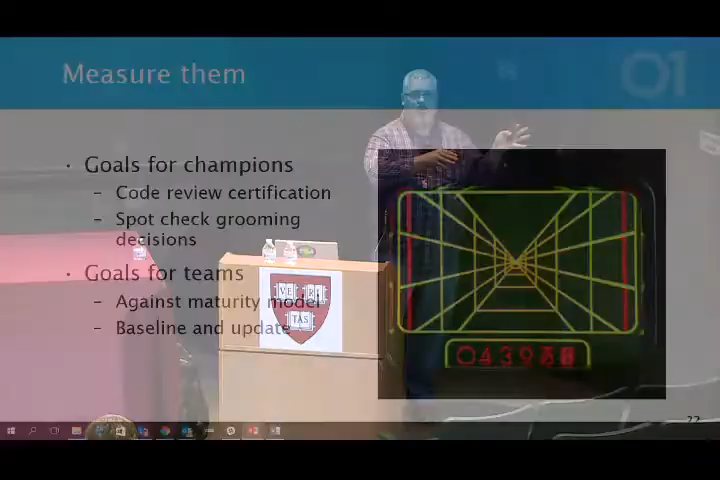 Measure them
01
• Goals for champions
– Code review certification
– Spot check grooming
decisions
• Goals for teams
– Against maturity model
– Baseline and update
VE RI
TAS
22